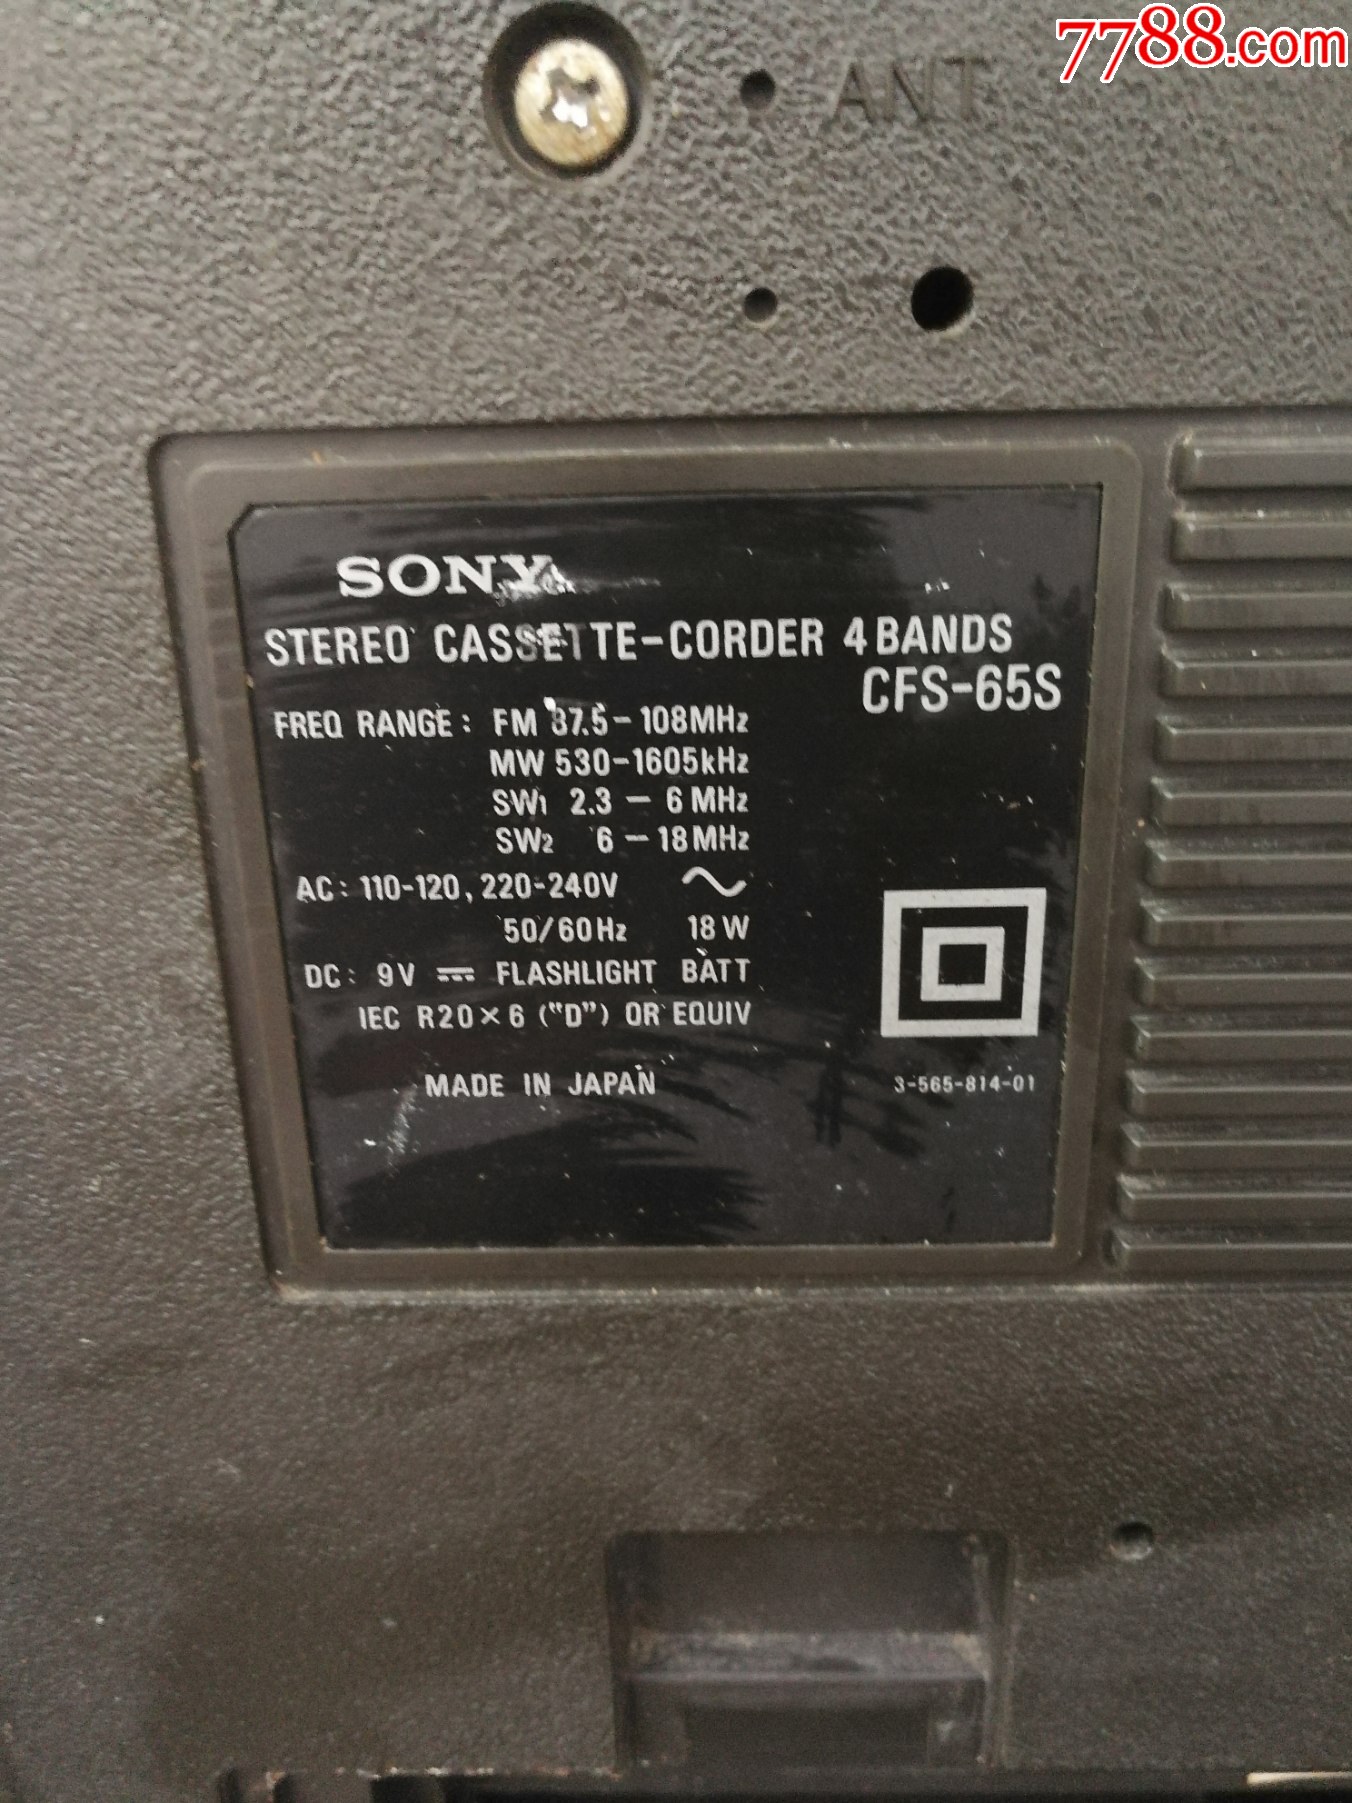 7788.com
ANT
SONY
STEREO CASSETTE-CORDER 4 BANDS
CFS-65S
FREQ RANGE: FM 87.5-108MHz
MW 530-1605kHz
SW1 2.3 - 6 MHz
SW2 6 - 18MHz
AC: 110-120, 220-240V ~
50/60Hz 18 W
DC: 9V ⎓ FLASHLIGHT BATT
IEC R20×6 ("D") OR EQUIV
MADE IN JAPAN
3-565-814-01